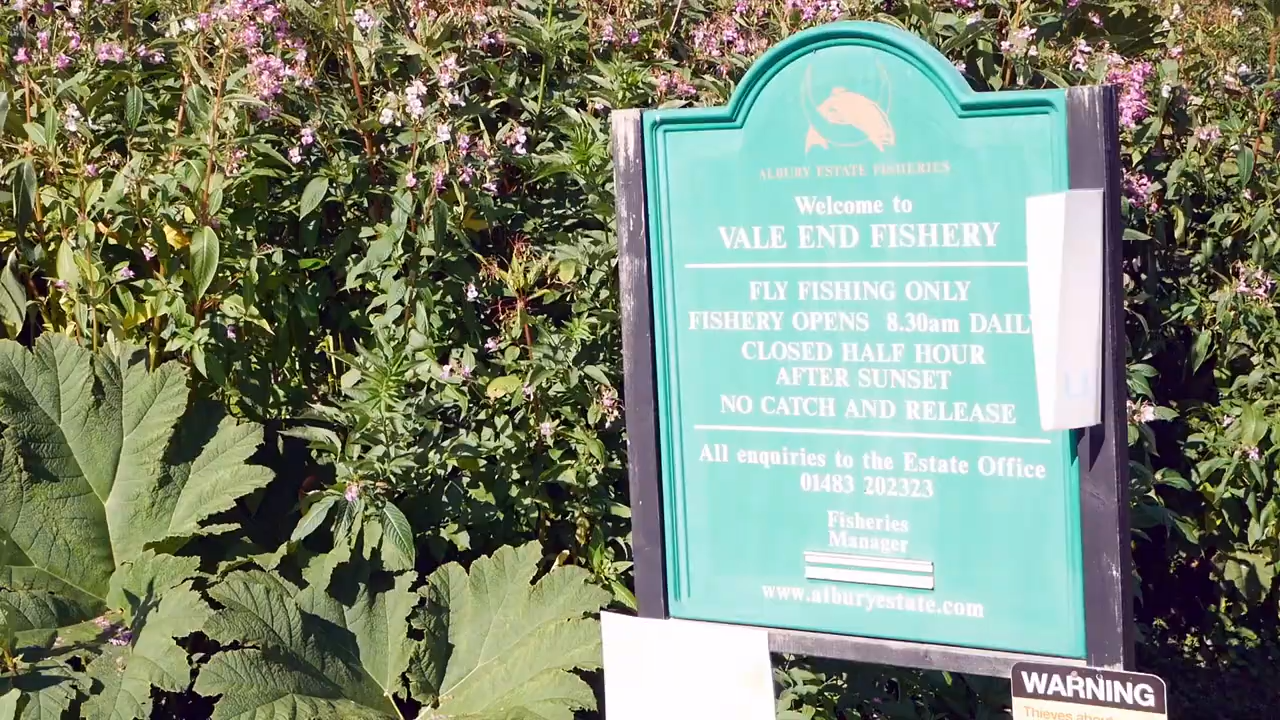 ALBURY ESTATE FISHERIES
Welcome to
VALE END FISHERY
FLY FISHING ONLY
FISHERY OPENS 8.30am DAILY
CLOSED HALF HOUR
AFTER SUNSET
NO CATCH AND RELEASE
All enquiries to the Estate Office
01483 202323
Fisheries
Manager
www.alburyestate.com
WARNING
Thieves about